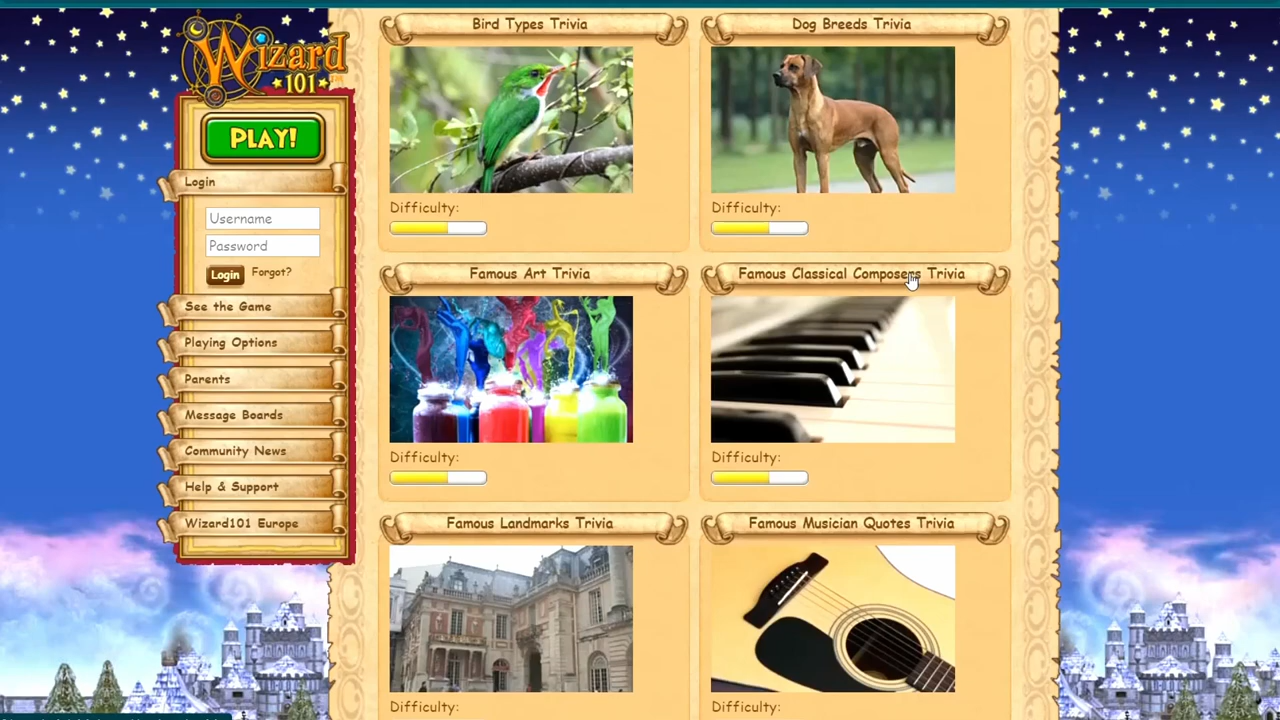 Wizard
101
PLAY!
Login
Username
Password
Login Forgot?
See the Game
Playing Options
Parents
Message Boards
Community News
Help & Support
Wizard101 Europe
Bird Types Trivia
Difficulty:
Dog Breeds Trivia
Difficulty:
Famous Art Trivia
Difficulty:
Famous Classical Composers Trivia
Difficulty:
Famous Landmarks Trivia
Difficulty:
Famous Musician Quotes Trivia
Difficulty: